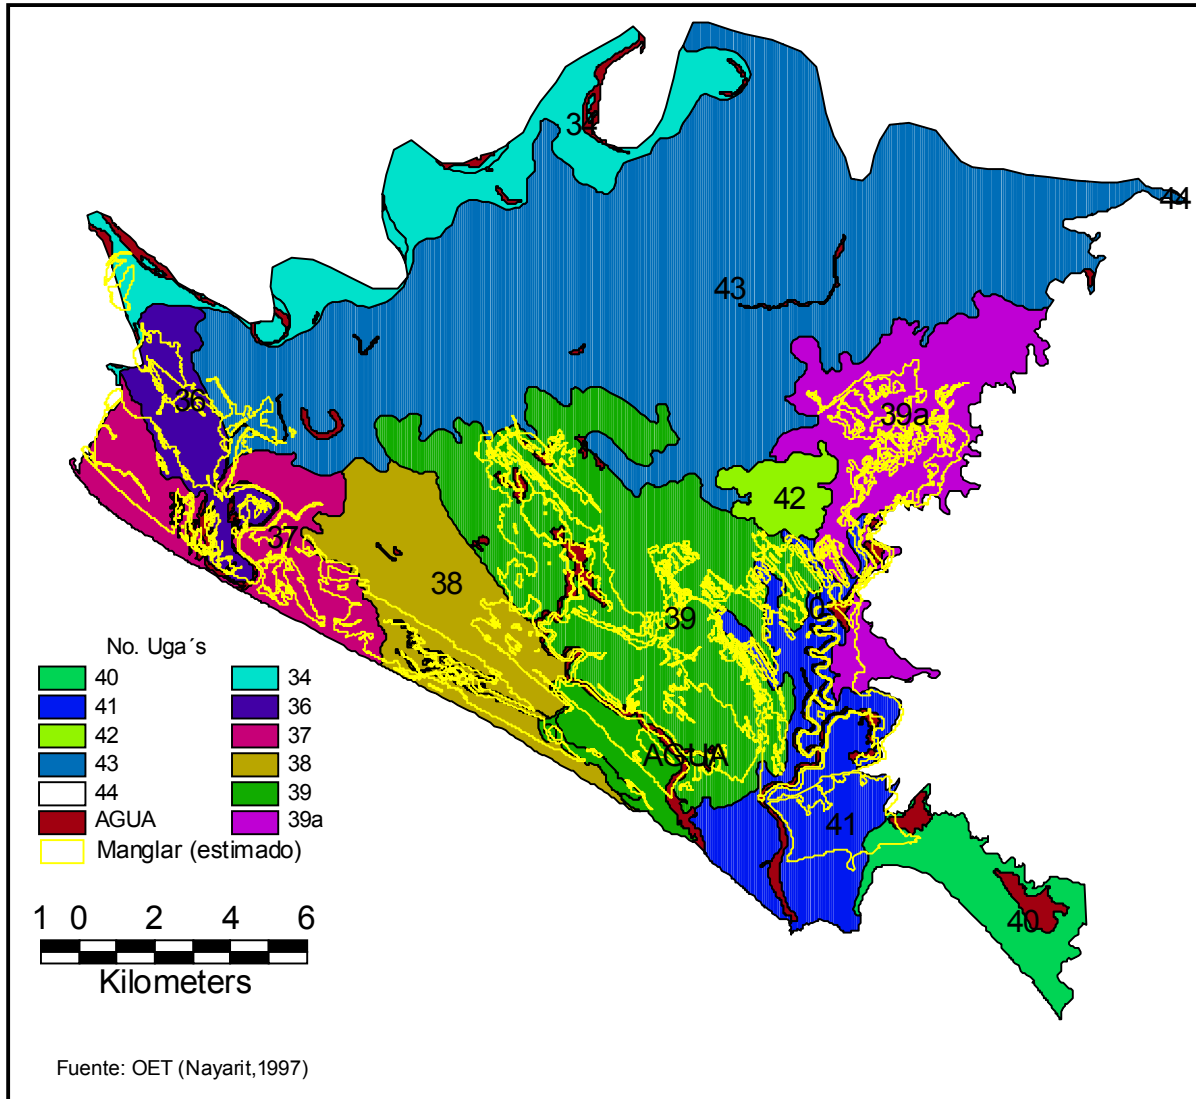 34
44
43
36
39a
42
37
38
39
AGUA
41
40
No. Uga´s
40 34
41 36
42 37
43 38
44 39
AGUA 39a
Manglar (estimado)
1 0 2 4 6
Kilometers
Fuente: OET (Nayarit,1997)